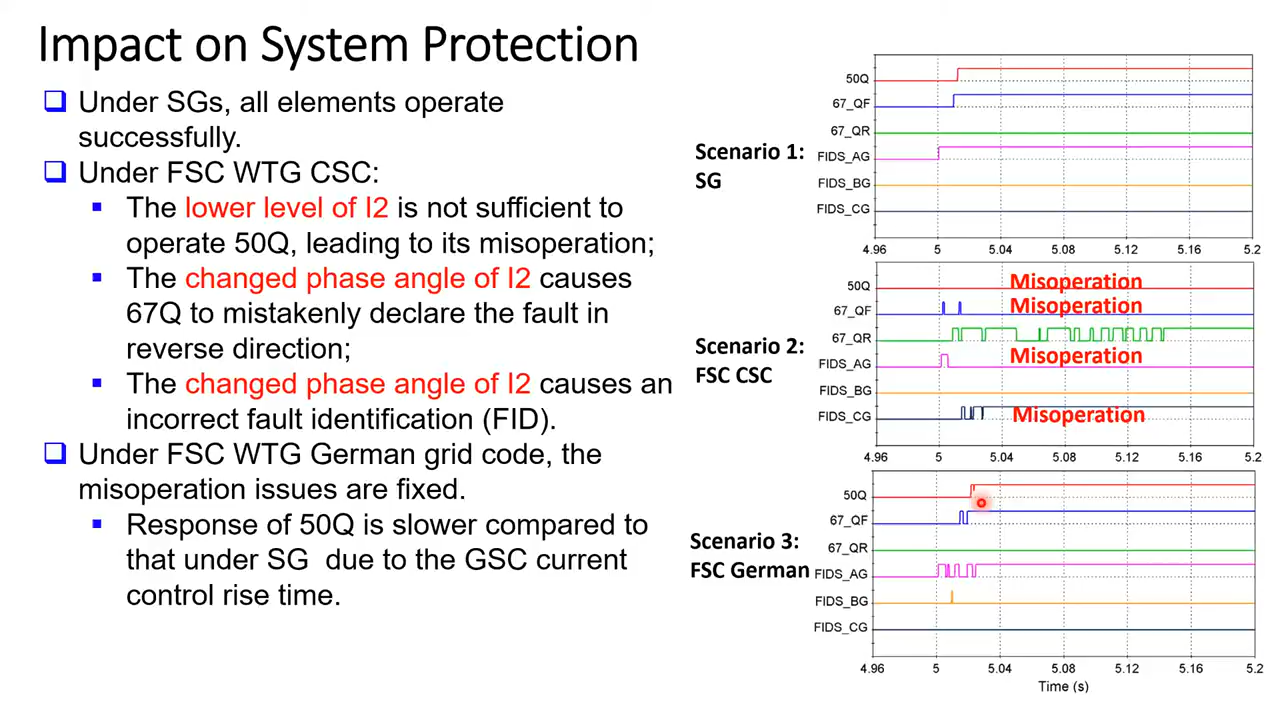 Impact on System Protection
Under SGs, all elements operate
successfully.
Under FSC WTG CSC:
The lower level of I2 is not sufficient to
operate 50Q, leading to its misoperation;
The changed phase angle of I2 causes
67Q to mistakenly declare the fault in
reverse direction;
The changed phase angle of I2 causes an
incorrect fault identification (FID).
Under FSC WTG German grid code, the
misoperation issues are fixed.
Response of 50Q is slower compared to
that under SG due to the GSC current
control rise time.
Scenario 1:
SG
50Q
67_QF
67_QR
FIDS_AG
FIDS_BG
FIDS_CG
4.96 5 5.04 5.08 5.12 5.16 5.2
Scenario 2:
FSC CSC
50Q Misoperation
67_QF Misoperation
67_QR
FIDS_AG Misoperation
FIDS_BG
FIDS_CG Misoperation
4.96 5 5.04 5.08 5.12 5.16 5.2
Scenario 3:
FSC German
50Q
67_QF
67_QR
FIDS_AG
FIDS_BG
FIDS_CG
4.96 5 5.04 5.08 5.12 5.16 5.2
Time (s)